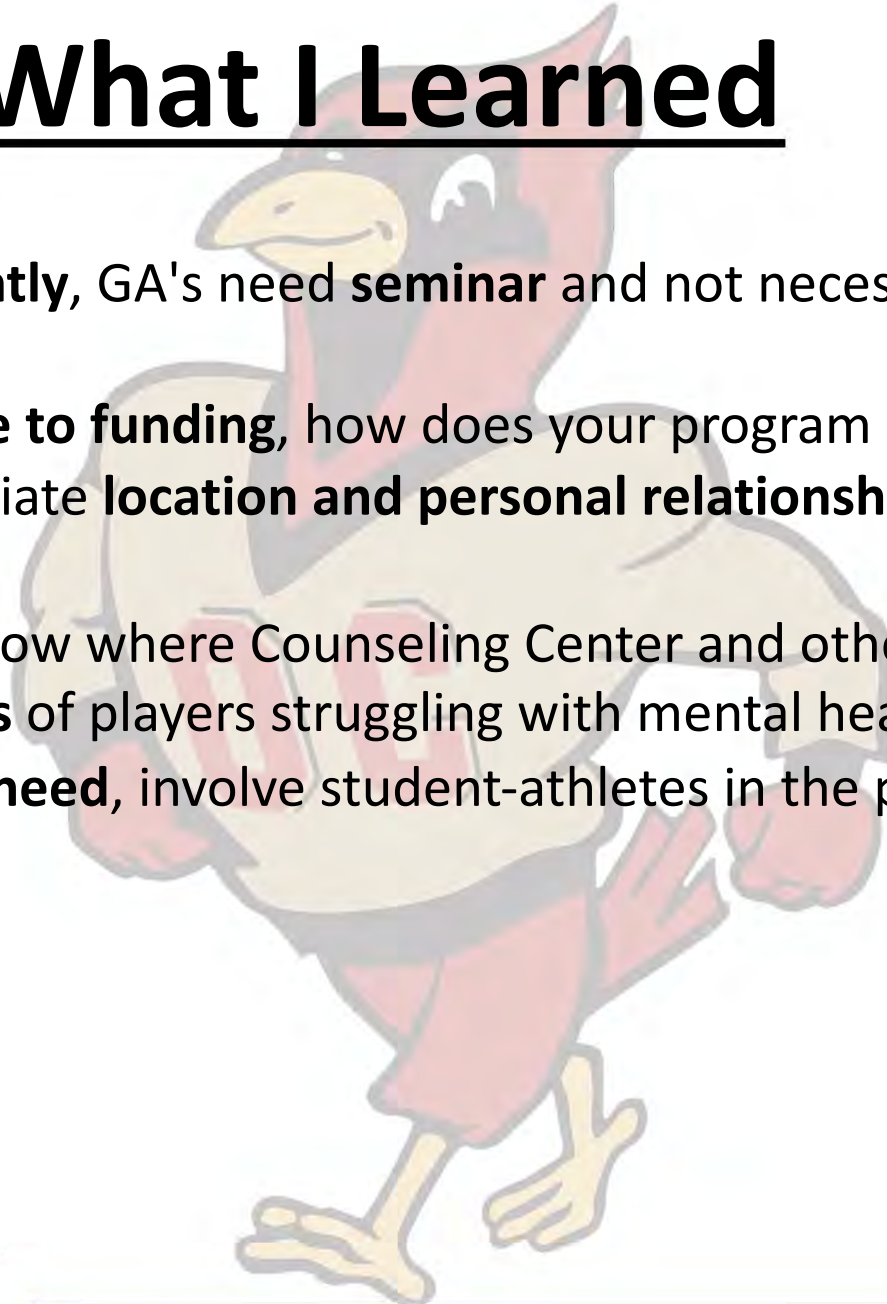 What I Learned
ntly, GA's need seminar and not neces
e to funding, how does your program
iate location and personal relationsh
ow where Counseling Center and othe
s of players struggling with mental hea
need, involve student-athletes in the p
OC